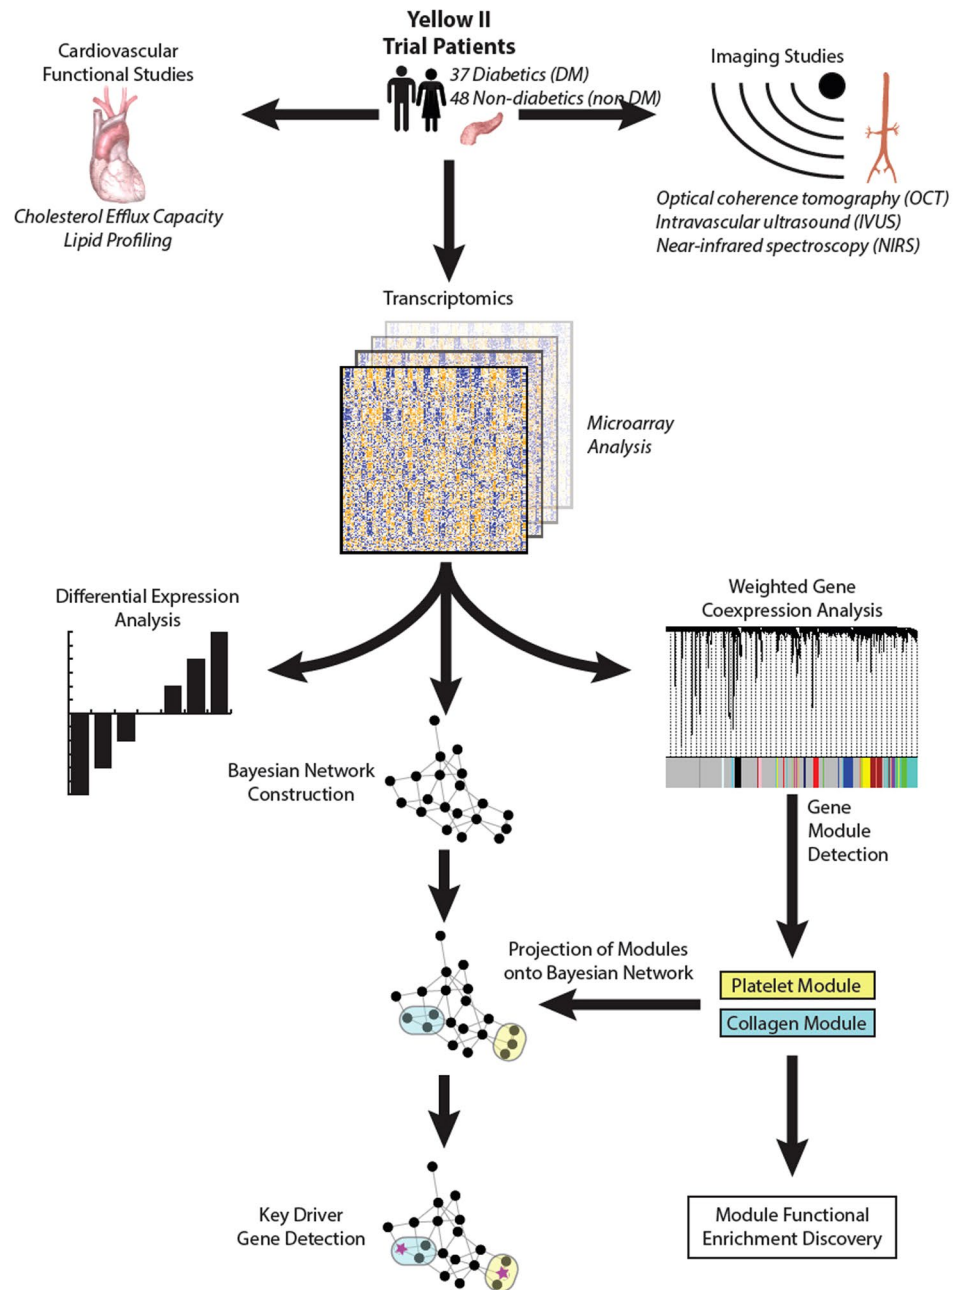 Yellow II
Trial Patients
37 Diabetics (DM)
48 Non-diabetics (non DM)
Cardiovascular
Functional Studies
Cholesterol Efflux Capacity
Lipid Profiling
Imaging Studies
Optical coherence tomography (OCT)
Intravascular ultrasound (IVUS)
Near-infrared spectroscopy (NIRS)
Transcriptomics
Microarray
Analysis
Differential Expression
Analysis
Weighted Gene
Coexpression Analysis
Bayesian Network
Construction
Gene
Module
Detection
Projection of Modules
onto Bayesian Network
Platelet Module
Collagen Module
Key Driver
Gene Detection
Module Functional
Enrichment Discovery